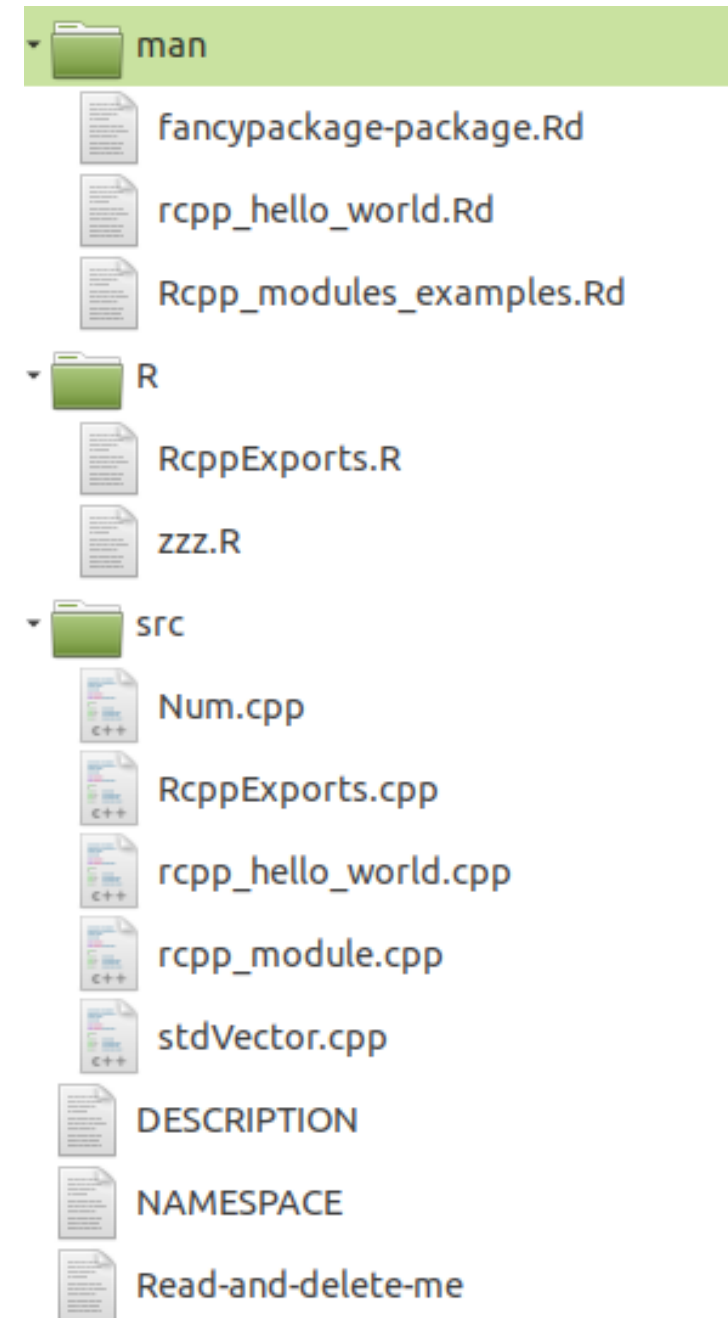 man
fancypackage-package.Rd
rcpp_hello_world.Rd
Rcpp_modules_examples.Rd
R
RcppExports.R
zzz.R
src
Num.cpp
c++
RcppExports.cpp
c++
rcpp_hello_world.cpp
c++
rcpp_module.cpp
c++
stdVector.cpp
c++
DESCRIPTION
NAMESPACE
Read-and-delete-me